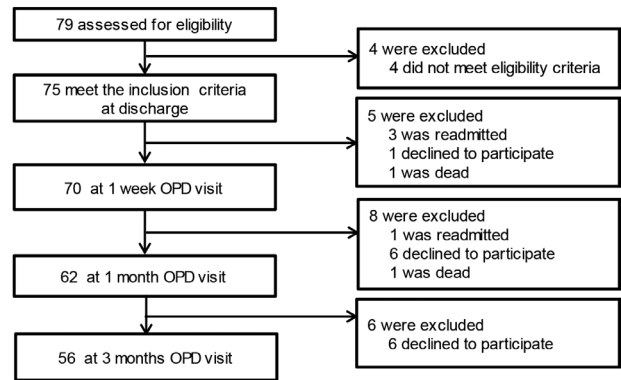 79 assessed for eligibility
4 were excluded
4 did not meet eligibility criteria
75 meet the inclusion criteria
at discharge
5 were excluded
3 was readmitted
1 declined to participate
1 was dead
70 at 1 week OPD visit
8 were excluded
1 was readmitted
6 declined to participate
1 was dead
62 at 1 month OPD visit
6 were excluded
6 declined to participate
56 at 3 months OPD visit